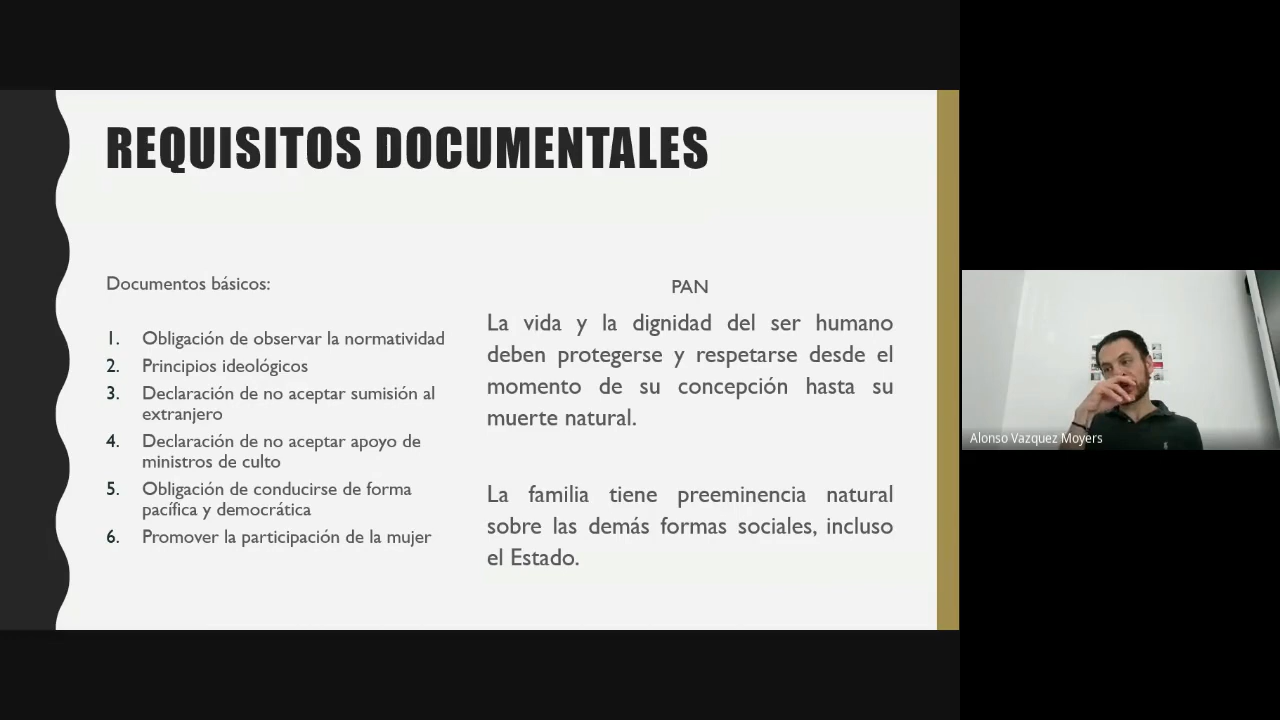 REQUISITOS DOCUMENTALES
Documentos básicos:
1. Obligación de observar la normatividad
2. Principios ideológicos
3. Declaración de no aceptar sumisión al
extranjero
4. Declaración de no aceptar apoyo de
ministros de culto
5. Obligación de conducirse de forma
pacífica y democrática
6. Promover la participación de la mujer
PAN
La vida y la dignidad del ser humano
deben protegerse y respetarse desde el
momento de su concepción hasta su
muerte natural.
La familia tiene preeminencia natural
sobre las demás formas sociales, incluso
el Estado.
Alonso Vazquez Moyers